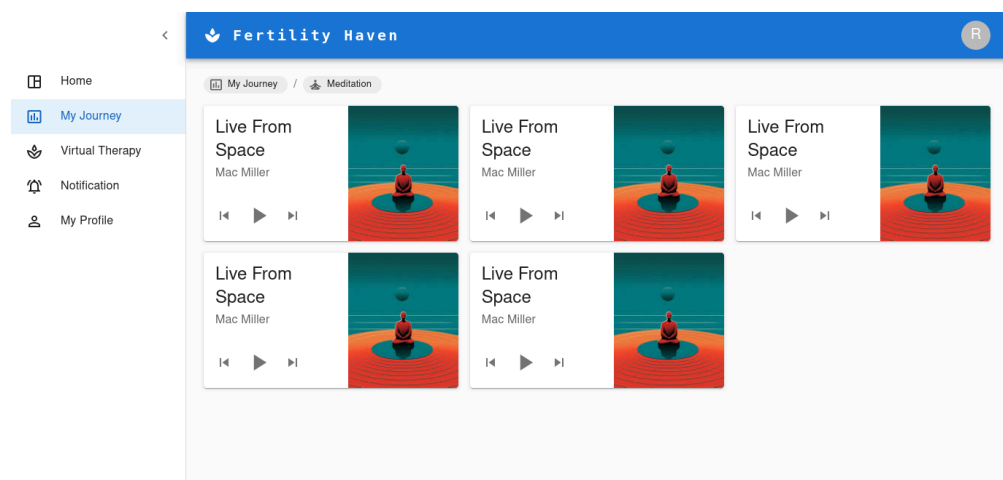 Fertility Haven
R
Home
My Journey
Virtual Therapy
Notification
My Profile
My Journey / Meditation
Live From
Space
Mac Miller
Live From
Space
Mac Miller
Live From
Space
Mac Miller
Live From
Space
Mac Miller
Live From
Space
Mac Miller